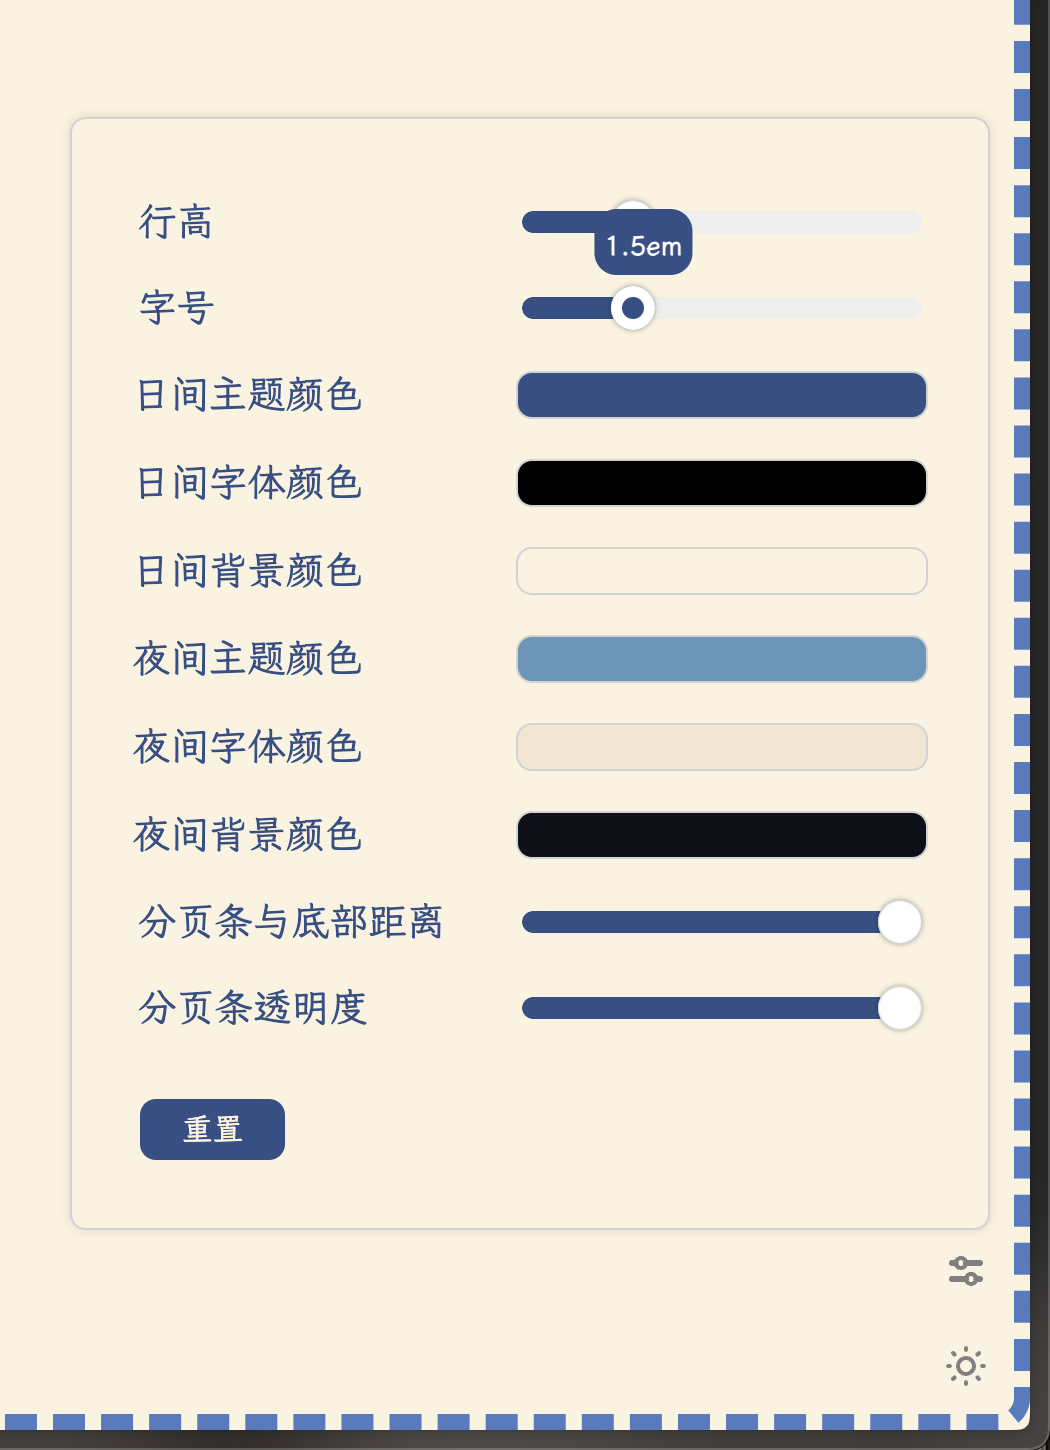 行高
1.5em
字号
日间主题颜色
日间字体颜色
日间背景颜色
夜间主题颜色
夜间字体颜色
夜间背景颜色
分页条与底部距离
分页条透明度
重置